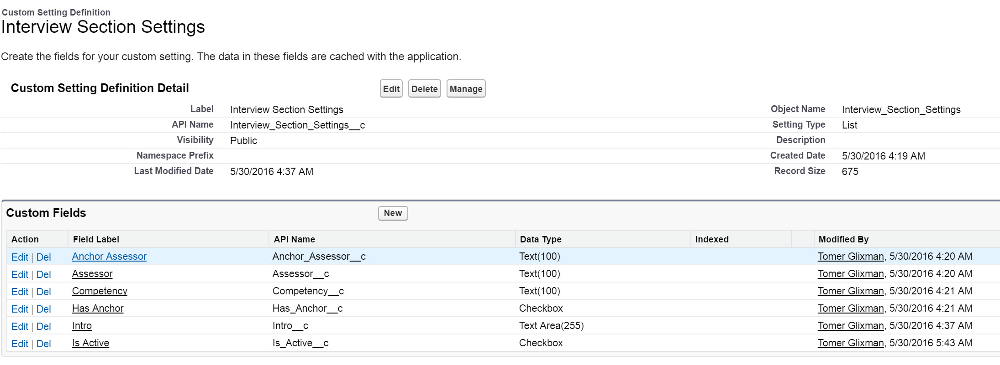 Custom Setting Definition
Interview Section Settings
Create the fields for your custom setting. The data in these fields are cached with the application.
Custom Setting Definition Detail Edit Delete Manage
Label Interview Section Settings Object Name Interview_Section_Settings
API Name Interview_Section_Settings__c Setting Type List
Visibility Public Description
Namespace Prefix Created Date 5/30/2016 4:19 AM
Last Modified Date 5/30/2016 4:37 AM Record Size 675
Custom Fields New
Action Field Label API Name Data Type Indexed Modified By
Edit | Del Anchor Assessor Anchor_Assessor__c Text(100) Tomer Glixman, 5/30/2016 4:20 AM
Edit | Del Assessor Assessor__c Text(100) Tomer Glixman, 5/30/2016 4:20 AM
Edit | Del Competency Competency__c Text(100) Tomer Glixman, 5/30/2016 4:21 AM
Edit | Del Has Anchor Has_Anchor__c Checkbox Tomer Glixman, 5/30/2016 4:21 AM
Edit | Del Intro Intro__c Text Area(255) Tomer Glixman, 5/30/2016 4:37 AM
Edit | Del Is Active Is_Active__c Checkbox Tomer Glixman, 5/30/2016 5:43 AM